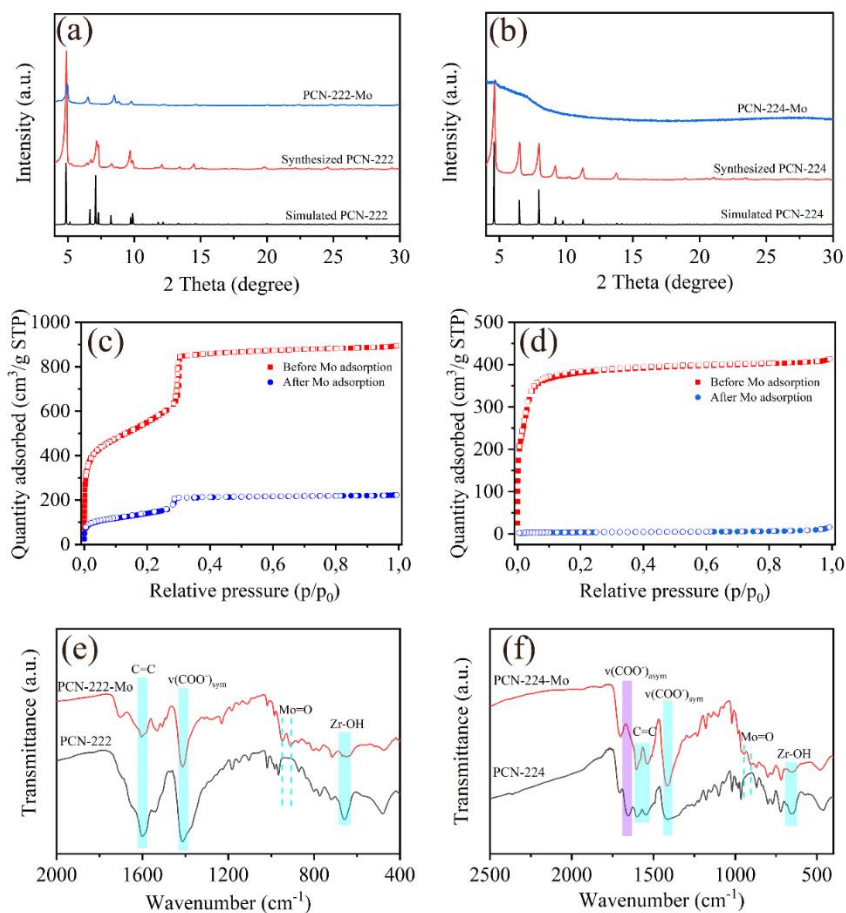 (a)
PCN-222-Mo
Synthesized PCN-222
Simulated PCN-222
Intensity (a.u.)
5 10 15 20 25 30
2 Theta (degree)
(b)
PCN-224-Mo
Synthesized PCN-224
Simulated PCN-224
Intensity (a.u.)
5 10 15 20 25 30
2 Theta (degree)
(c)
1000
800
600
400
200
0
Before Mo adsorption
After Mo adsorption
Quantity adsorbed (cm³/g STP)
0,0 0,2 0,4 0,6 0,8 1,0
Relative pressure (p/p₀)
(d)
500
400
300
200
100
0
Before Mo adsorption
After Mo adsorption
Quantity adsorbed (cm³/g STP)
0,0 0,2 0,4 0,6 0,8 1,0
Relative pressure (p/p₀)
(e)
C=C
ν(COO⁻)sym
PCN-222-Mo
Mo=O
Zr-OH
PCN-222
Transmittance (a.u.)
2000 1600 1200 800 400
Wavenumber (cm⁻¹)
(f)
ν(COO⁻)asym
ν(COO⁻)sym
PCN-224-Mo
C=C
Mo=O
Zr-OH
PCN-224
Transmittance (a.u.)
2500 2000 1500 1000 500
Wavenumber (cm⁻¹)